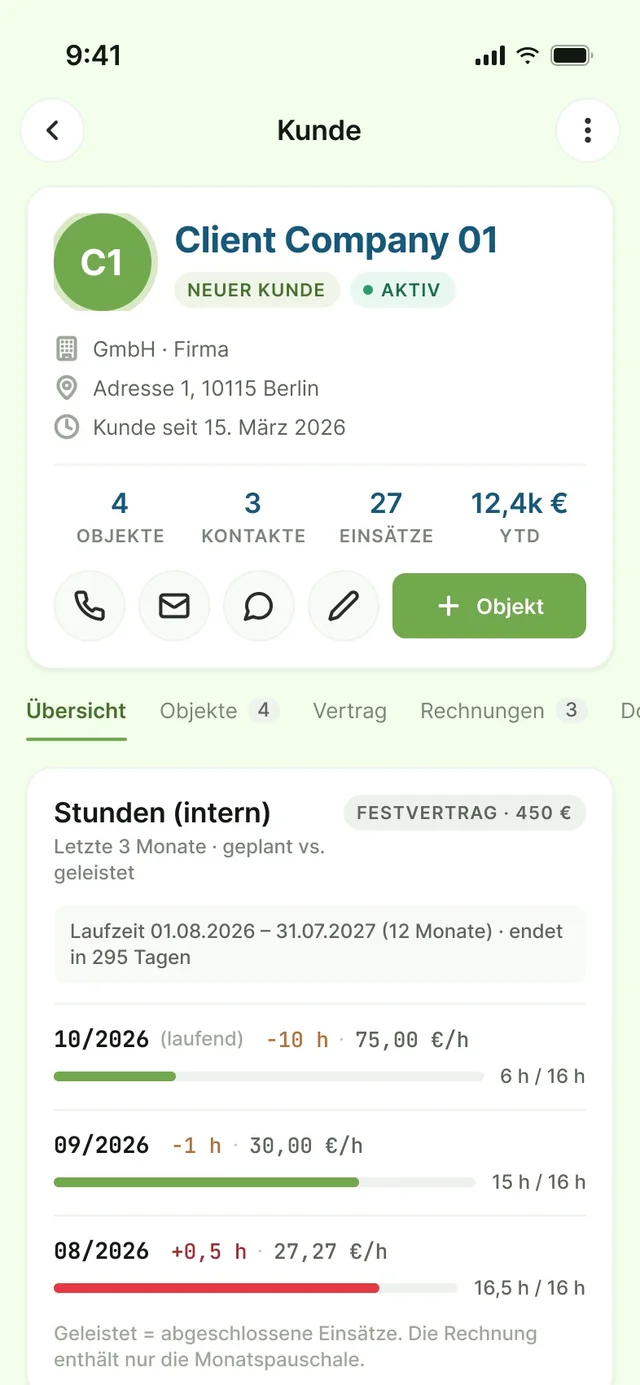 9:41
Kunde
C1
Client Company 01
NEUER KUNDE
AKTIV
GmbH · Firma
Adresse 1, 10115 Berlin
Kunde seit 15. März 2026
4
OBJEKTE
3
KONTAKTE
27
EINSÄTZE
12,4k €
YTD
+ Objekt
Übersicht
Objekte 4
Vertrag
Rechnungen 3
Do
Stunden (intern)
FESTVERTRAG · 450 €
Letzte 3 Monate · geplant vs.
geleistet
Laufzeit 01.08.2026 – 31.07.2027 (12 Monate) · endet
in 295 Tagen
10/2026 (laufend) -10 h · 75,00 €/h
6 h / 16 h
09/2026 -1 h · 30,00 €/h
15 h / 16 h
08/2026 +0,5 h · 27,27 €/h
16,5 h / 16 h
Geleistet = abgeschlossene Einsätze. Die Rechnung
enthält nur die Monatspauschale.